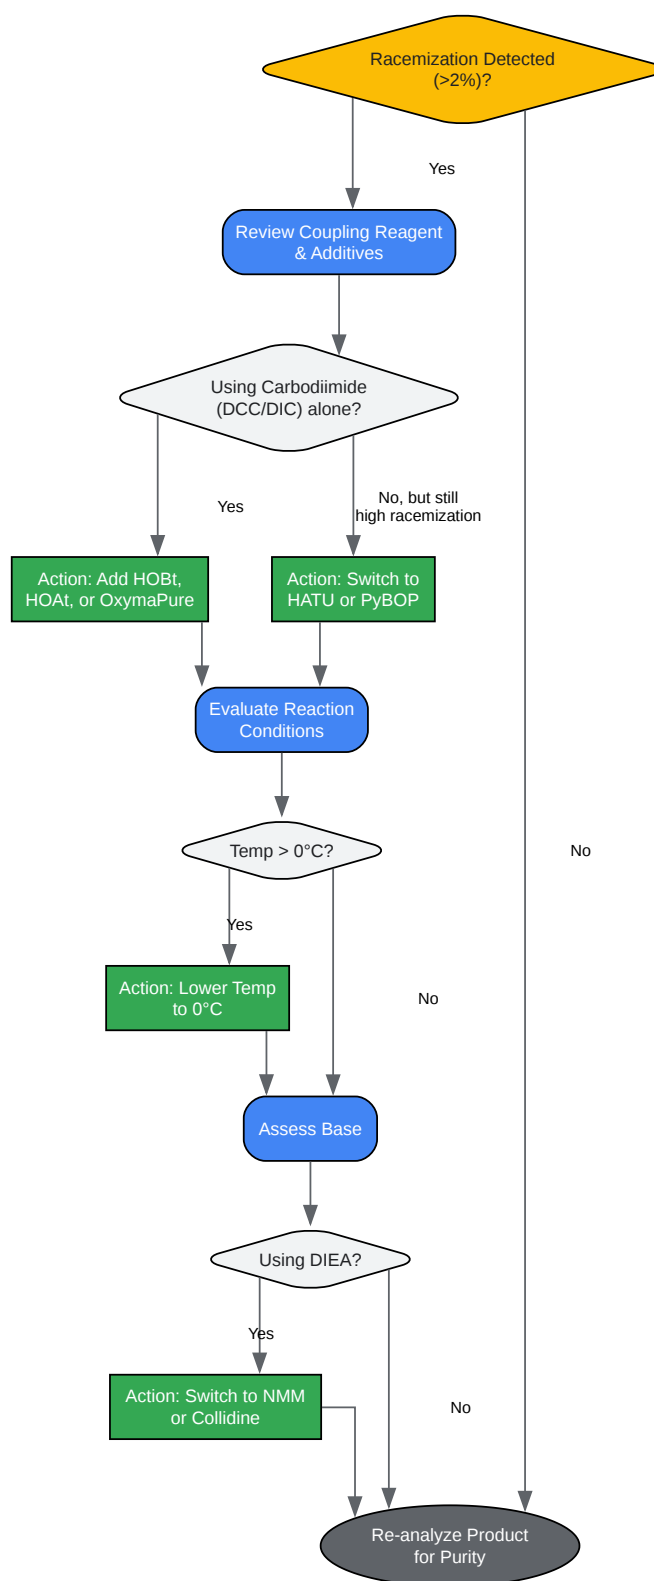 Racemization Detected
(>2%)?
Yes
Review Coupling Reagent
& Additives
Using Carbodiimide
(DCC/DIC) alone?
Yes
No, but still
high racemization
Action: Add HOBt,
HOAt, or OxymaPure
Action: Switch to
HATU or PyBOP
Evaluate Reaction
Conditions
Temp > 0°C?
No
Yes
Action: Lower Temp
to 0°C
No
Assess Base
Using DIEA?
Yes
Action: Switch to NMM
or Collidine
No
Re-analyze Product
for Purity